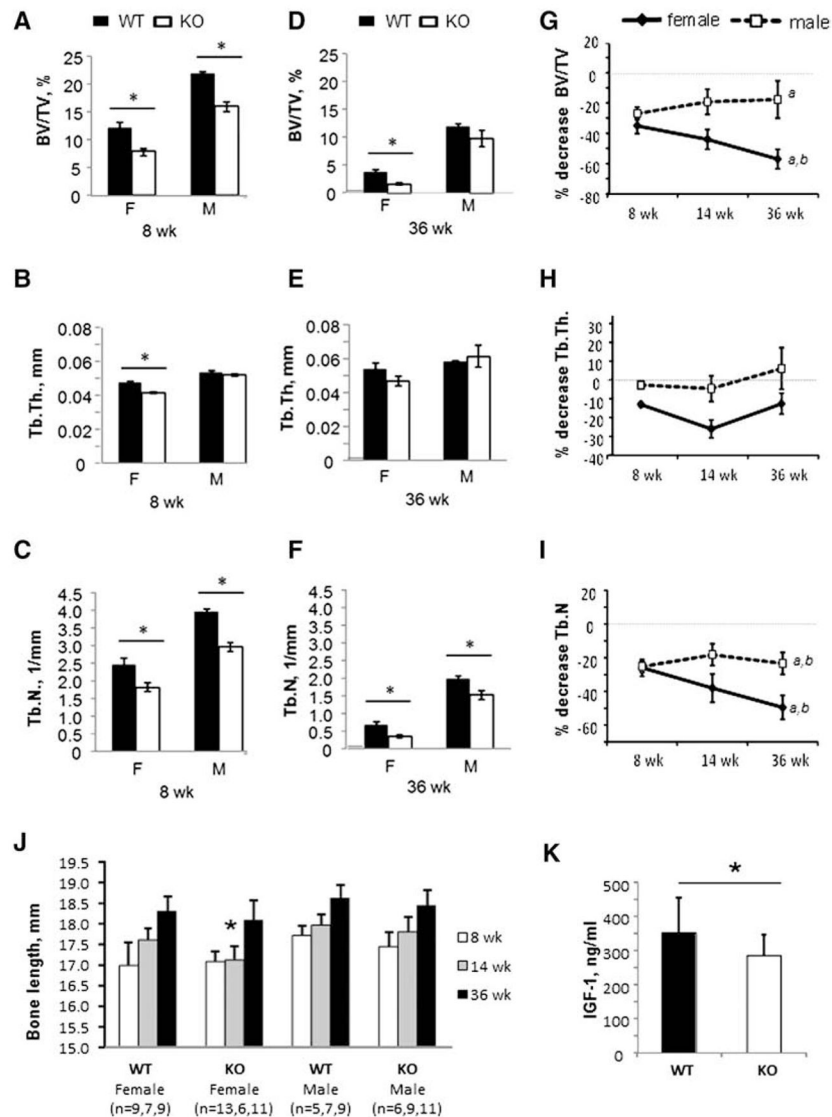 A
WT KO
BV/TV, %
25
20
15
10
5
0
*
*
F M
8 wk
D
WT KO
BV/TV, %
25
20
15
10
5
0
*
F M
36 wk
G
female male
% decrease BV/TV
20
0
-20
-40
-60
-80
a
a,b
8 wk 14 wk 36 wk
B
Tb.Th., mm
0.08
0.06
0.04
0.02
0
*
F M
8 wk
E
Tb.Th, mm
0.08
0.06
0.04
0.02
0
F M
36 wk
H
% decrease Tb.Th.
30
20
10
0
-10
-20
-30
-40
8 wk 14 wk 36 wk
C
Tb.N., 1/mm
4.5
4.0
3.5
3.0
2.5
2.0
1.5
1.0
0.5
0
*
*
F M
8 wk
F
Tb.N, 1/mm
4.5
4.0
3.5
3.0
2.5
2.0
1.5
1.0
0.5
0
*
*
F M
36 wk
I
% decrease Tb.N
20
0
-20
-40
-60
a,b
a,b
8 wk 14 wk 36 wk
J
Bone length, mm
19.5
19.0
18.5
18.0
17.5
17.0
16.5
16.0
15.5
15.0
*
8 wk
14 wk
36 wk
WT KO WT KO
Female Female Male Male
(n=9,7,9) (n=13,6,11) (n=5,7,9) (n=6,9,11)
K
IGF-1, ng/ml
500
400
300
200
100
0
*
WT KO